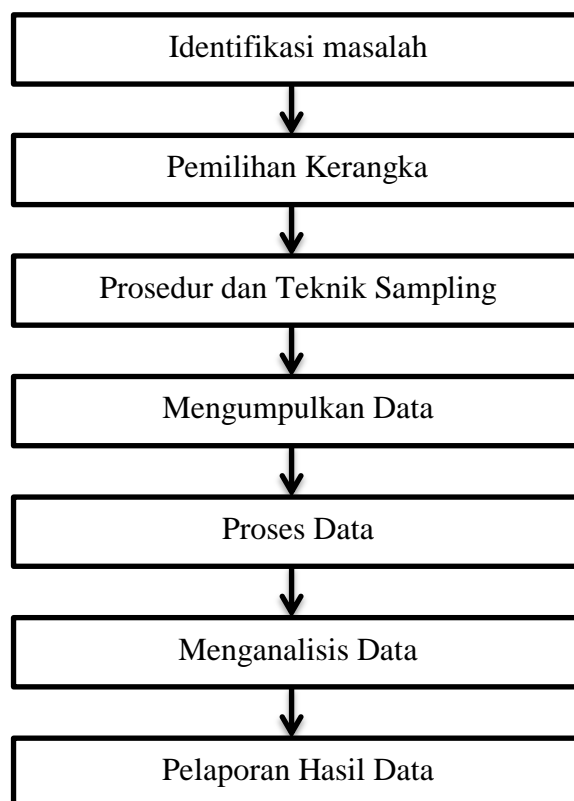 Identifikasi masalah
Pemilihan Kerangka
Prosedur dan Teknik Sampling
Mengumpulkan Data
Proses Data
Menganalisis Data
Pelaporan Hasil Data